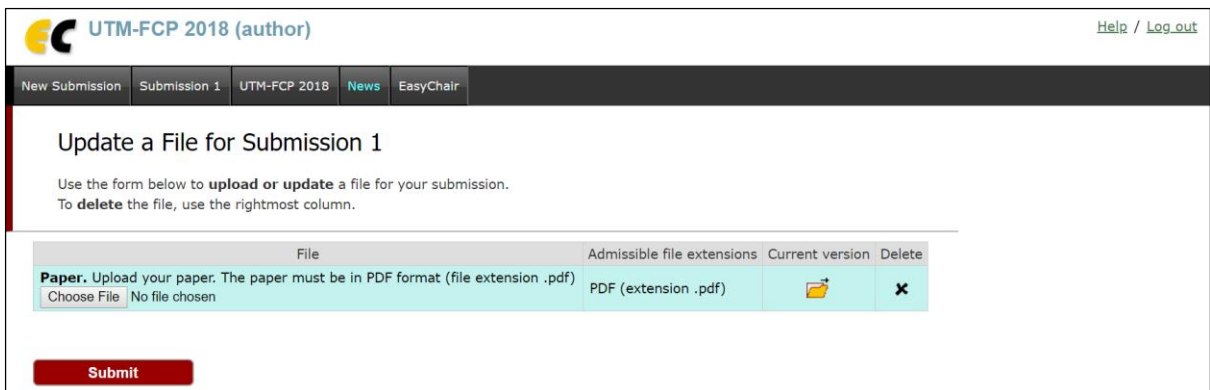 EC UTM-FCP 2018 (author) Help / Log out
New Submission Submission 1 UTM-FCP 2018 News EasyChair
Update a File for Submission 1
Use the form below to upload or update a file for your submission.
To delete the file, use the rightmost column.
File Admissible file extensions Current version Delete
Paper. Upload your paper. The paper must be in PDF format (file extension .pdf)
Choose File No file chosen PDF (extension .pdf)
Submit